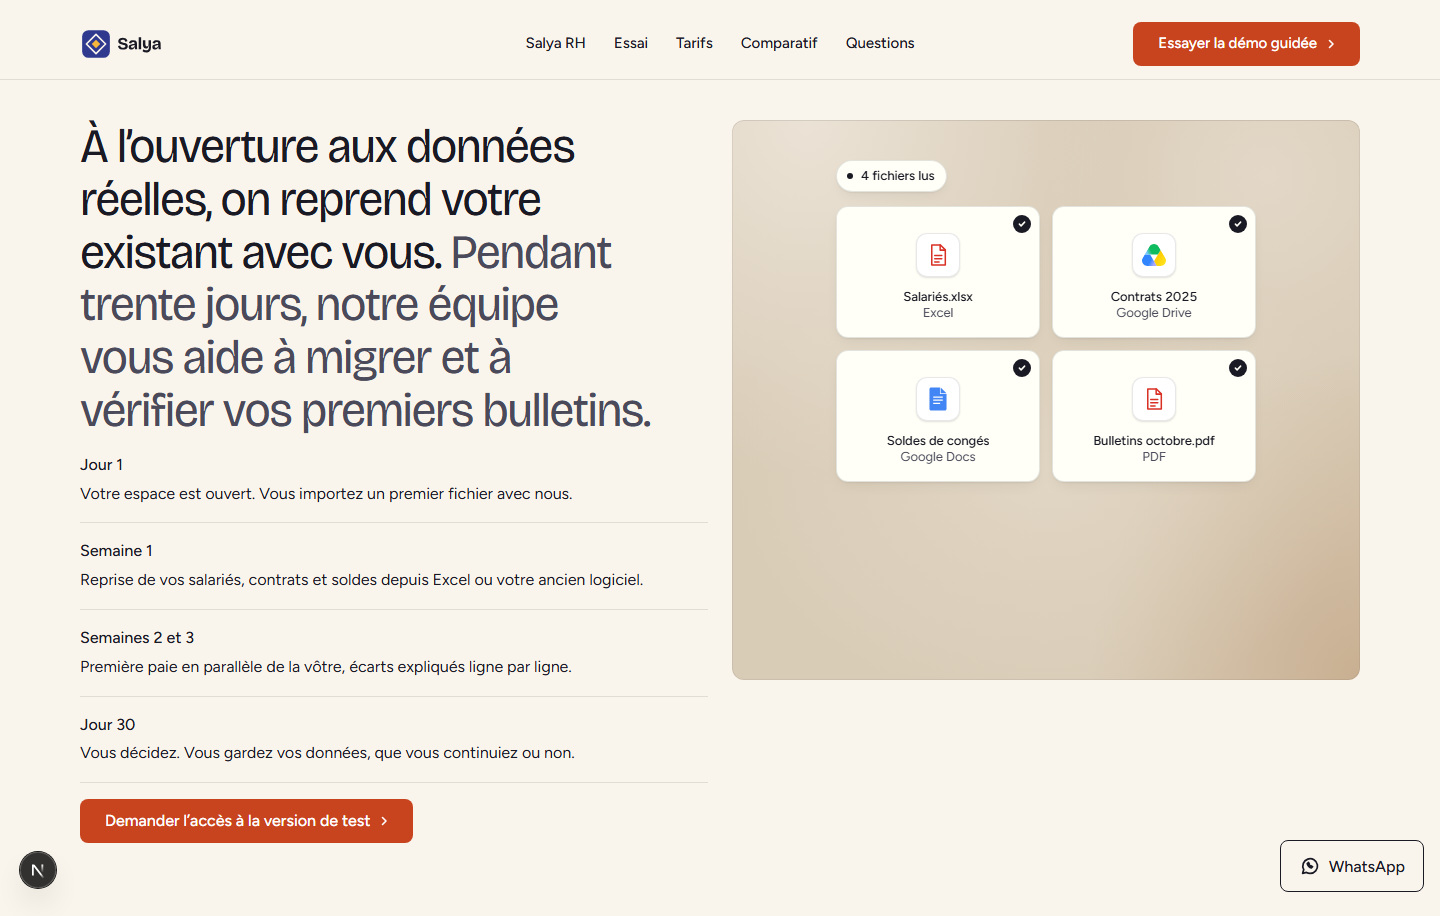 Salya
Salya RH
Essai
Tarifs
Comparatif
Questions
Essayer la démo guidée
À l’ouverture aux données
réelles, on reprend votre
existant avec vous. Pendant
trente jours, notre équipe
vous aide à migrer et à
vérifier vos premiers bulletins.
Jour 1
Votre espace est ouvert. Vous importez un premier fichier avec nous.
Semaine 1
Reprise de vos salariés, contrats et soldes depuis Excel ou votre ancien logiciel.
Semaines 2 et 3
Première paie en parallèle de la vôtre, écarts expliqués ligne par ligne.
Jour 30
Vous décidez. Vous gardez vos données, que vous continuiez ou non.
Demander l’accès à la version de test
4 fichiers lus
Salariés.xlsx
Excel
Contrats 2025
Google Drive
Soldes de congés
Google Docs
Bulletins octobre.pdf
PDF
N
WhatsApp